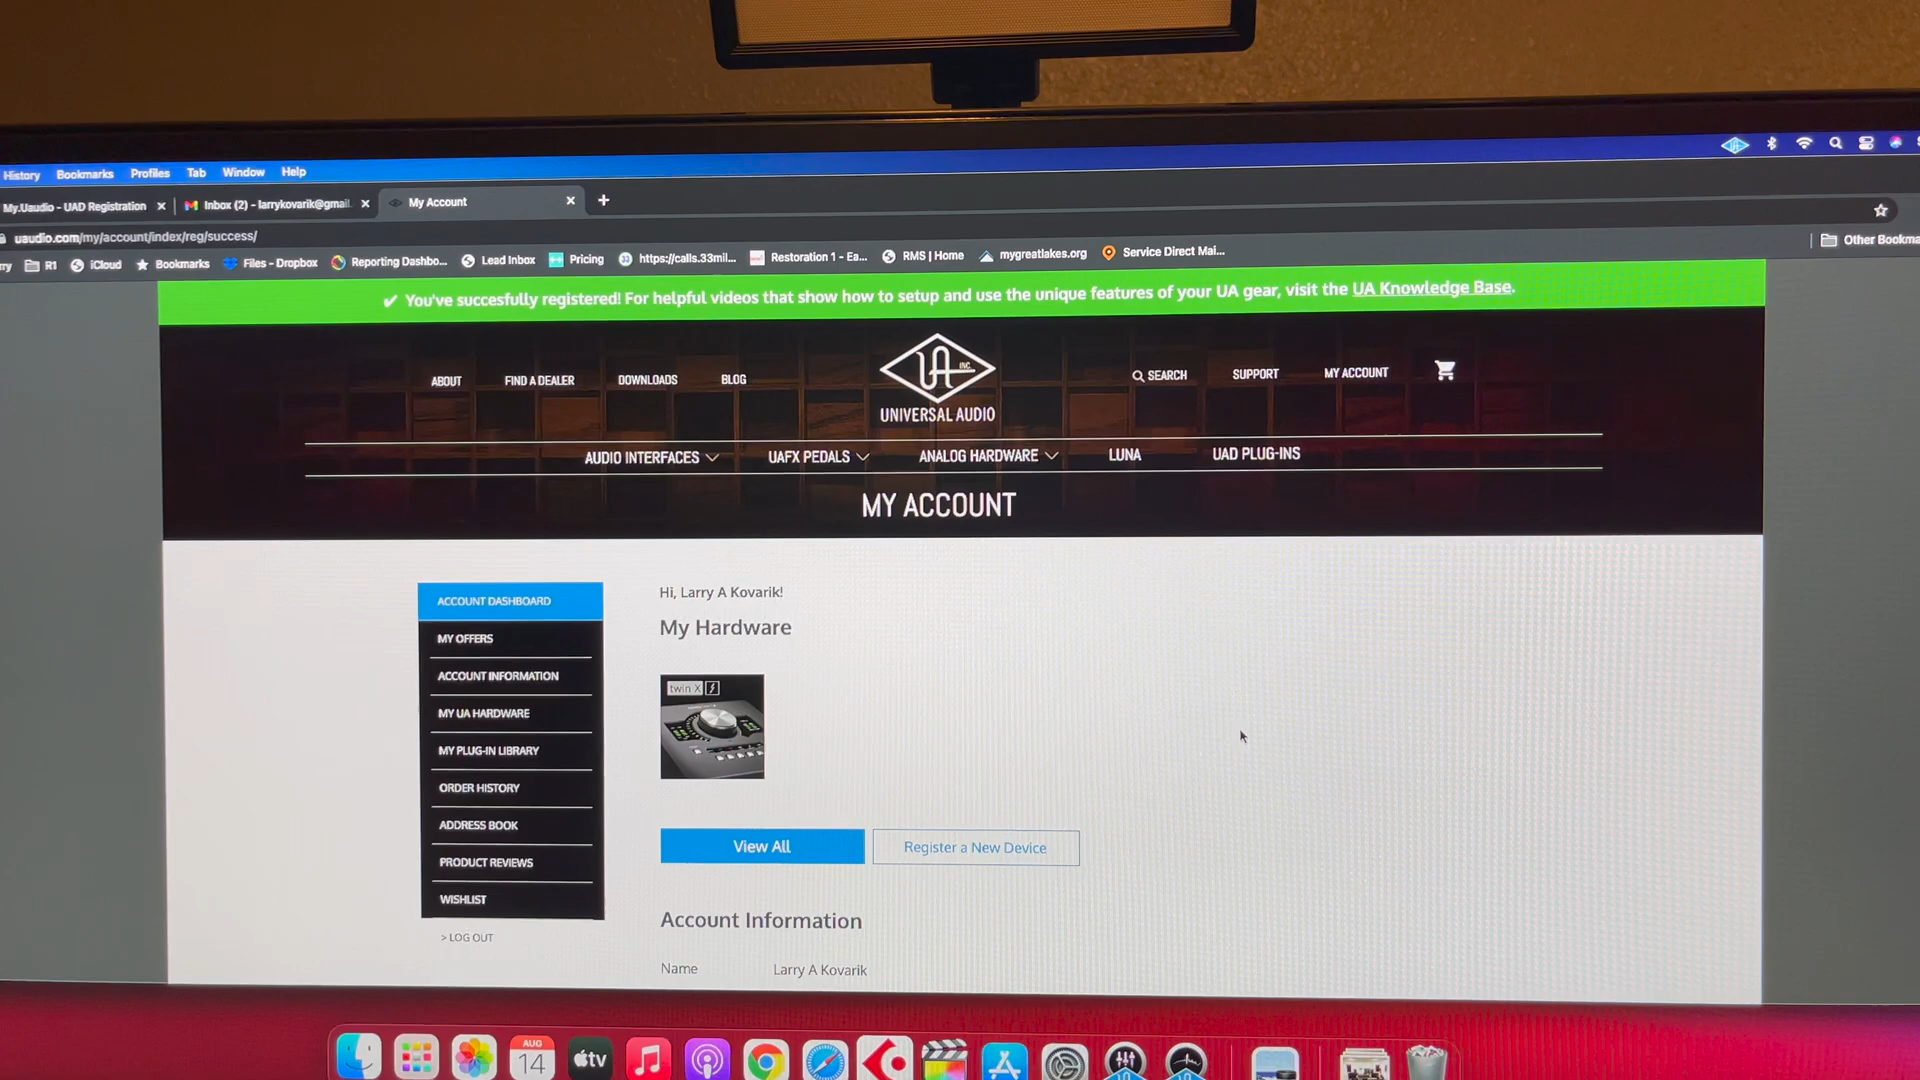 History Bookmarks Profiles Tab Window Help
My.Uaudio - UAD Registration
Inbox (2) - larrykovarik@gmail.
My Account
uaudio.com/my/account/index/reg/success/
R1
iCloud
Bookmarks
Files - Dropbox
Reporting Dashbo...
Lead Inbox
Pricing
https://calls.33mil...
Restoration 1 - Ea...
RMS | Home
mygreatlakes.org
Service Direct Mai...
Other Bookma
✔ You've succesfully registered! For helpful videos that show how to setup and use the unique features of your UA gear, visit the UA Knowledge Base.
ABOUT FIND A DEALER DOWNLOADS BLOG
UA INC.
UNIVERSAL AUDIO
SEARCH SUPPORT MY ACCOUNT
AUDIO INTERFACES UAFX PEDALS ANALOG HARDWARE LUNA UAD PLUG-INS
MY ACCOUNT
ACCOUNT DASHBOARD
MY OFFERS
ACCOUNT INFORMATION
MY UA HARDWARE
MY PLUG-IN LIBRARY
ORDER HISTORY
ADDRESS BOOK
PRODUCT REVIEWS
WISHLIST
> LOG OUT
Hi, Larry A Kovarik!
My Hardware
twin X
View All
Register a New Device
Account Information
Name Larry A Kovarik
AUG
14
tv